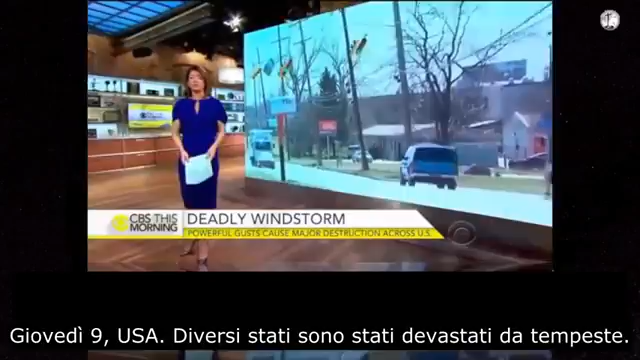 CBS THIS
MORNING
DEADLY WINDSTORM
POWERFUL GUSTS CAUSE MAJOR DESTRUCTION ACROSS U.S.
Giovedì 9, USA. Diversi stati sono stati devastati da tempeste.